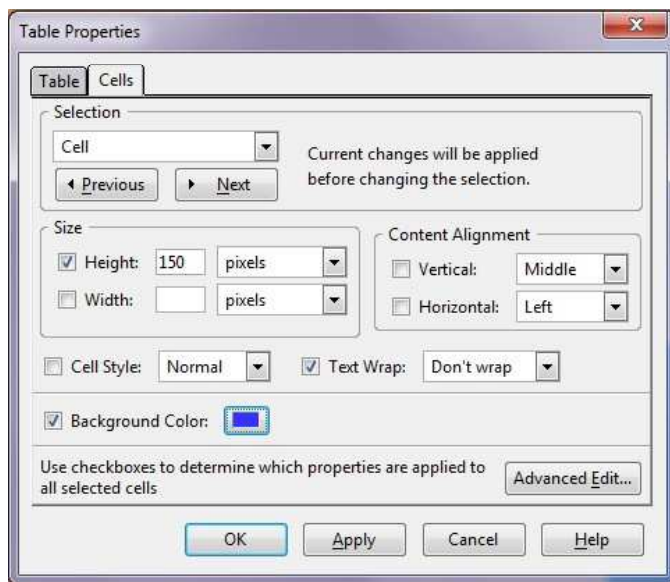 Table Properties
Table Cells
Selection
Cell
Current changes will be applied
before changing the selection.
Previous Next
Size
Height: 150 pixels
Width: pixels
Content Alignment
Vertical: Middle
Horizontal: Left
Cell Style: Normal Text Wrap: Don't wrap
Background Color:
Use checkboxes to determine which properties are applied to
all selected cells
Advanced Edit...
OK Apply Cancel Help